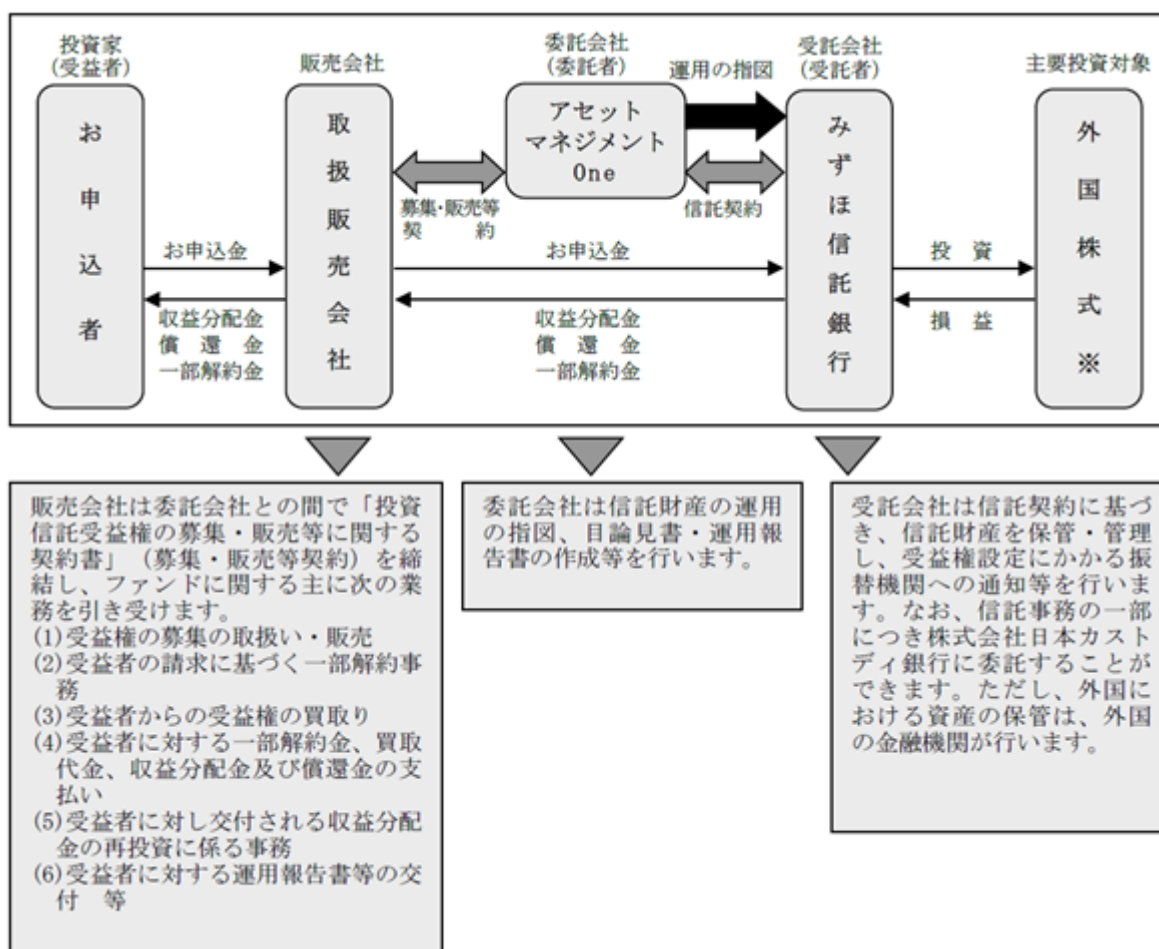 投資家
(受益者)
お申込者
販売会社
取扱販売会社
委託会社
(委託者)
アセット
マネジメント
One
運用の指図
受託会社
(受託者)
みずほ信託銀行
主要投資対象
外国株式※
募集・販売等
契　　約
信託契約
お申込金
収益分配金
償　還　金
一部解約金
お申込金
収益分配金
償　還　金
一部解約金
投　資
損　益
販売会社は委託会社との間で「投資
信託受益権の募集・販売等に関する
契約書」（募集・販売等契約）を締
結し、ファンドに関する主に次の業
務を引き受けます。
(1)受益権の募集の取扱い・販売
(2)受益者の請求に基づく一部解約事
務
(3)受益者からの受益権の買取り
(4)受益者に対する一部解約金、買取
代金、収益分配金及び償還金の支
払い
(5)受益者に対し交付される収益分配
金の再投資に係る事務
(6)受益者に対する運用報告書等の交
付　等
委託会社は信託財産の運用
の指図、目論見書・運用報
告書の作成等を行います。
受託会社は信託契約に基づ
き、信託財産を保管・管理
し、受益権設定にかかる振
替機関への通知等を行いま
す。なお、信託事務の一部
につき株式会社日本カスト
ディ銀行に委託することが
できます。ただし、外国に
おける資産の保管は、外国
の金融機関が行います。